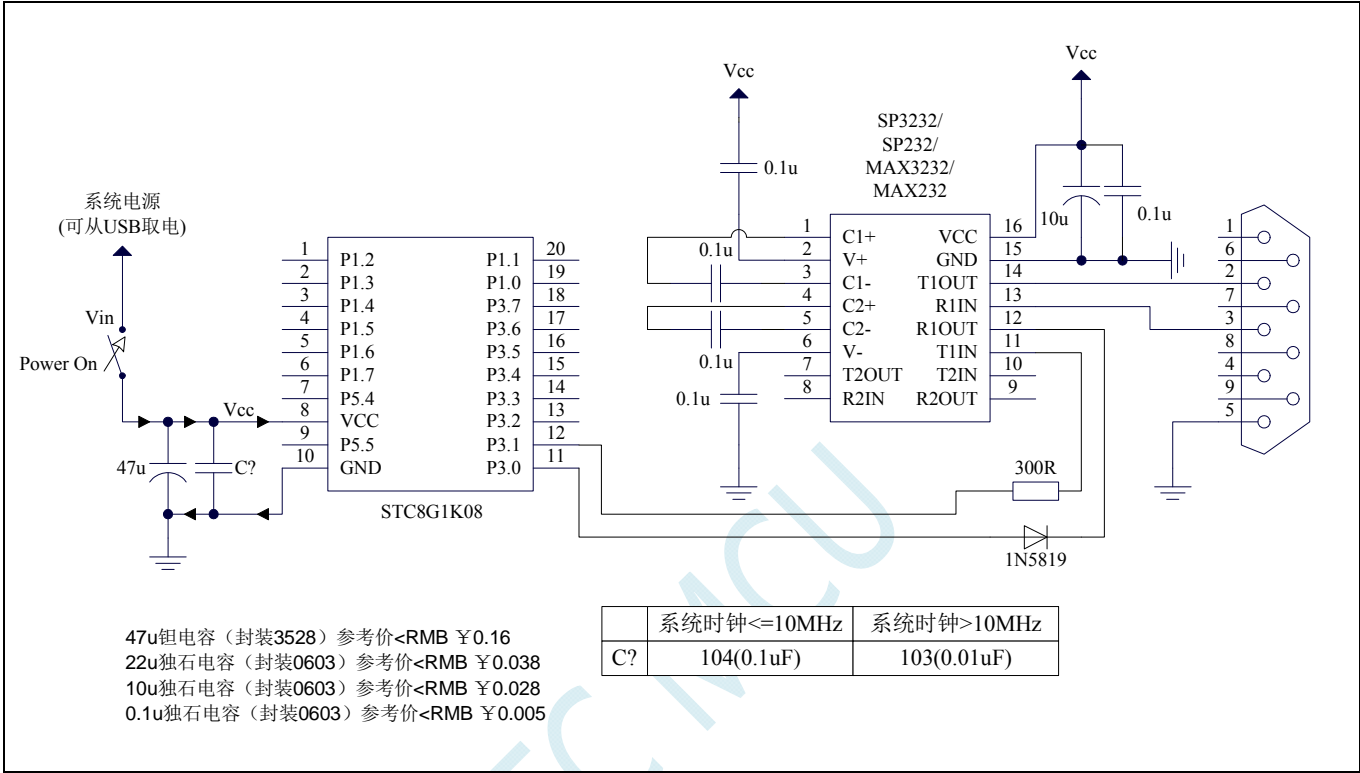 Vcc
Vcc
0.1u
SP3232/
SP232/
MAX3232/
MAX232
10u
0.1u
系统电源
(可从USB取电)
Vin
Power On
Vcc
47u
C?
1 P1.2 P1.1 20
2 P1.3 P1.0 19
3 P1.4 P3.7 18
4 P1.5 P3.6 17
5 P1.6 P3.5 16
6 P1.7 P3.4 15
7 P5.4 P3.3 14
8 VCC P3.2 13
9 P5.5 P3.1 12
10 GND P3.0 11
STC8G1K08
0.1u
0.1u
0.1u
1 C1+ VCC 16
2 V+ GND 15
3 C1- T1OUT 14
4 C2+ R1IN 13
5 C2- R1OUT 12
6 V- T1IN 11
7 T2OUT T2IN 10
8 R2IN R2OUT 9
1
6
2
7
3
8
4
9
5
300R
1N5819
47u钽电容（封装3528）参考价<RMB ￥0.16
22u独石电容（封装0603）参考价<RMB ￥0.038
10u独石电容（封装0603）参考价<RMB ￥0.028
0.1u独石电容（封装0603）参考价<RMB ￥0.005
系统时钟<=10MHz 系统时钟>10MHz
C? 104(0.1uF) 103(0.01uF)
TC MCU